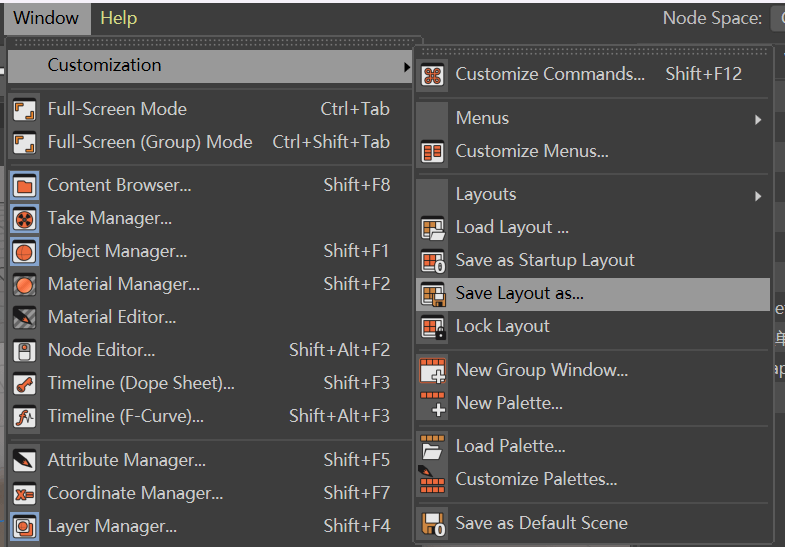 Window Help Node Space:
Customization
Full-Screen Mode Ctrl+Tab
Full-Screen (Group) Mode Ctrl+Shift+Tab
Content Browser... Shift+F8
Take Manager...
Object Manager... Shift+F1
Material Manager... Shift+F2
Material Editor...
Node Editor... Shift+Alt+F2
Timeline (Dope Sheet)... Shift+F3
Timeline (F-Curve)... Shift+Alt+F3
Attribute Manager... Shift+F5
Coordinate Manager... Shift+F7
Layer Manager... Shift+F4
Customize Commands... Shift+F12
Menus
Customize Menus...
Layouts
Load Layout ...
Save as Startup Layout
Save Layout as...
Lock Layout
New Group Window...
New Palette...
Load Palette...
Customize Palettes...
Save as Default Scene